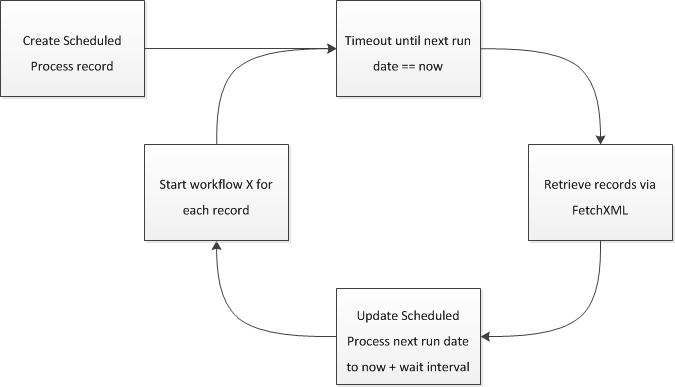 Create Scheduled
Process record
Timeout until next run
date == now
Retrieve records via
FetchXML
Update Scheduled
Process next run date
to now + wait interval
Start workflow X for
each record